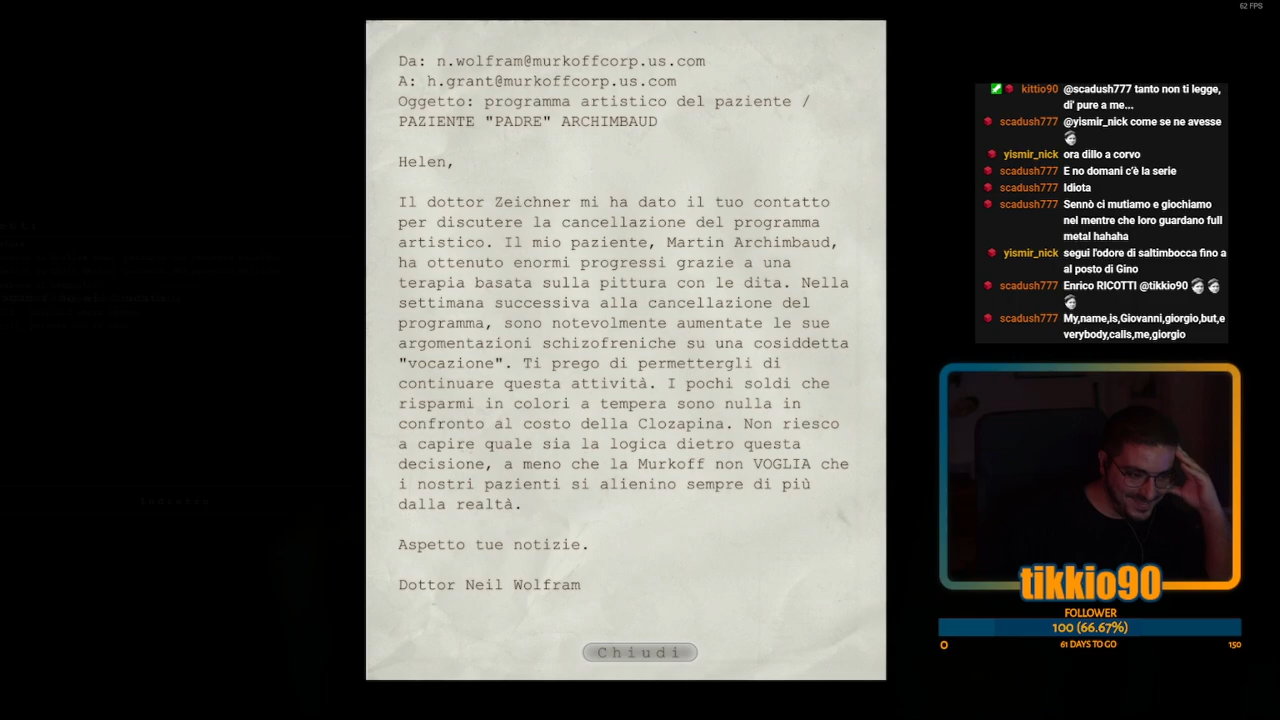 62 FPS
Da: n.wolfram@murkoffcorp.us.com
A: h.grant@murkoffcorp.us.com
Oggetto: programma artistico del paziente /
PAZIENTE "PADRE" ARCHIMBAUD
Helen,
Il dottor Zeichner mi ha dato il tuo contatto
per discutere la cancellazione del programma
artistico. Il mio paziente, Martin Archimbaud,
ha ottenuto enormi progressi grazie a una
terapia basata sulla pittura con le dita. Nella
settimana successiva alla cancellazione del
programma, sono notevolmente aumentate le sue
argomentazioni schizofreniche su una cosiddetta
"vocazione". Ti prego di permettergli di
continuare questa attività. I pochi soldi che
risparmi in colori a tempera sono nulla in
confronto al costo della Clozapina. Non riesco
a capire quale sia la logica dietro questa
decisione, a meno che la Murkoff non VOGLIA che
i nostri pazienti si alienino sempre di più
dalla realtà.
Aspetto tue notizie.
Dottor Neil Wolfram
Chiudi
kittio90 @scadush777 tanto non ti legge,
di' pure a me...
scadush777 @yismir_nick come se ne avesse
yismir_nick ora dillo a corvo
scadush777 E no domani c'è la serie
scadush777 Idiota
scadush777 Sennò ci mutiamo e giochiamo
nel mentre che loro guardano full
metal hahaha
yismir_nick segui l'odore di saltimbocca fino a
al posto di Gino
scadush777 Enrico RICOTTI @tikkio90
scadush777 My,name,is,Giovanni,giorgio,but,e
verybody,calls,me,giorgio
tikkio90
FOLLOWER
100 (66.67%)
0 61 DAYS TO GO 150